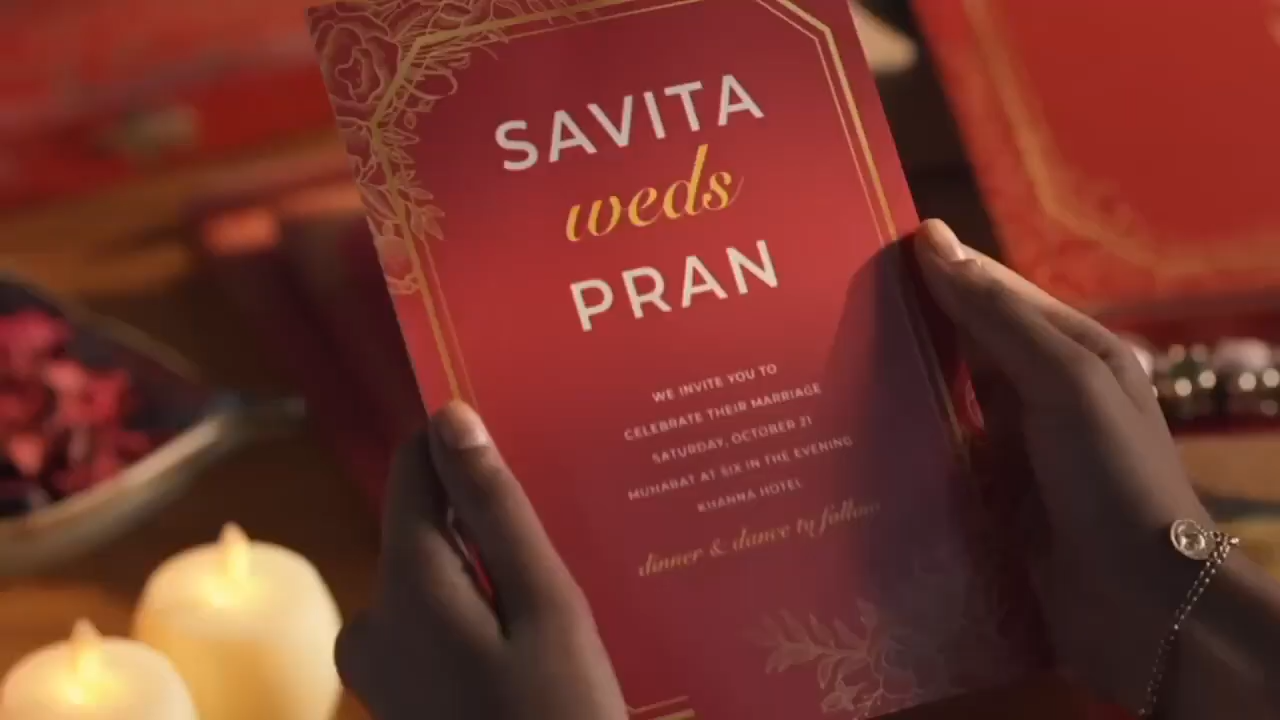 SAVITA
weds
PRAN
WE INVITE YOU TO
CELEBRATE THEIR MARRIAGE
SATURDAY, OCTOBER 21
MUHABAT AT SIX IN THE EVENING
KHANNA HOTEL
dinner & dance to follow